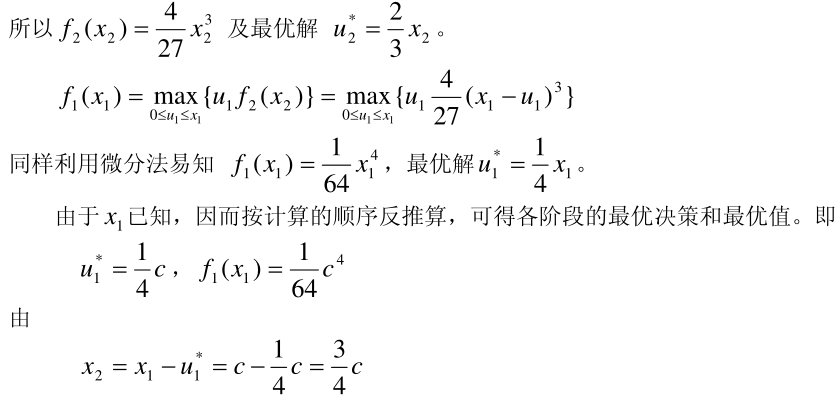 所以 $f_2(x_2)=\frac{4}{27}x_2^3$ 及最优解 $u_2^*=\frac{2}{3}x_2$。
$f_1(x_1)=\max_{0\le u_1\le x_1}\{u_1f_2(x_2)\}=\max_{0\le u_1\le x_1}\{u_1\frac{4}{27}(x_1-u_1)^3\}$
同样利用微分法易知 $f_1(x_1)=\frac{1}{64}x_1^4$，最优解$u_1^*=\frac{1}{4}x_1$。
由于$x_1$已知，因而按计算的顺序反推算，可得各阶段的最优决策和最优值。即
$u_1^*=\frac{1}{4}c$，$f_1(x_1)=\frac{1}{64}c^4$
由
$x_2=x_1-u_1^*=c-\frac{1}{4}c=\frac{3}{4}c$